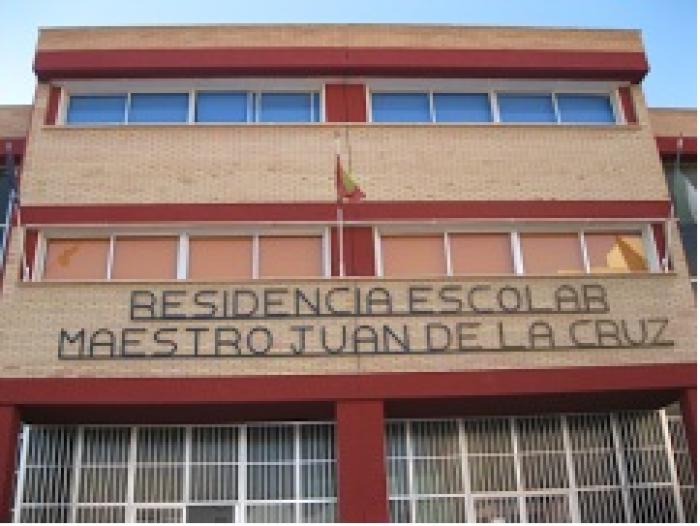 RESIDENCIA ESCOLAR
MAESTRO JUAN DE LA CRUZ